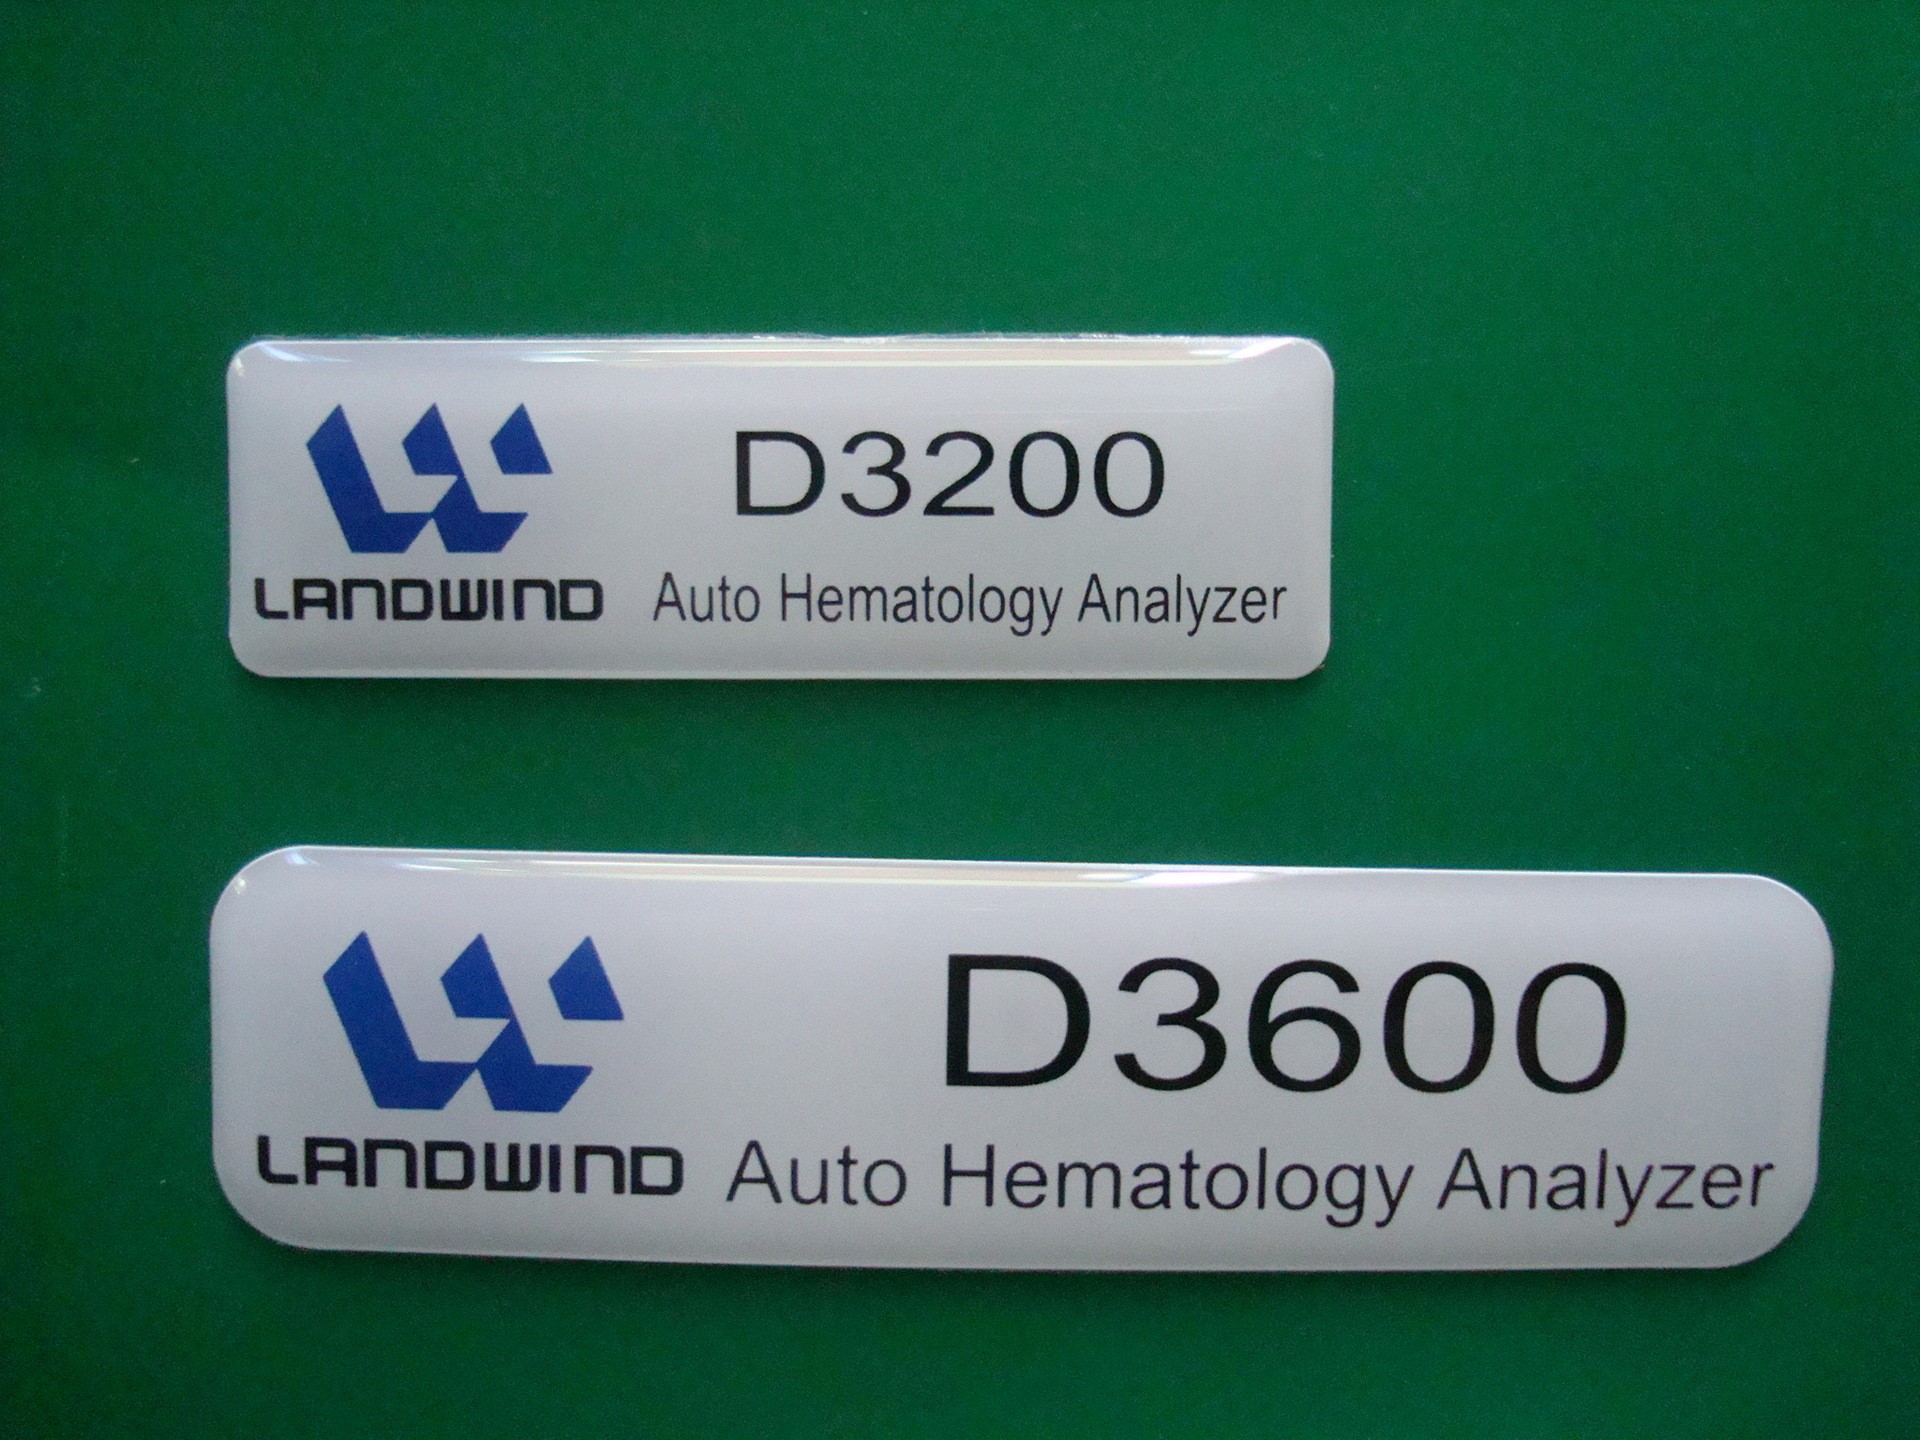 D3200
LANDWIND Auto Hematology Analyzer
D3600
LANDWIND Auto Hematology Analyzer